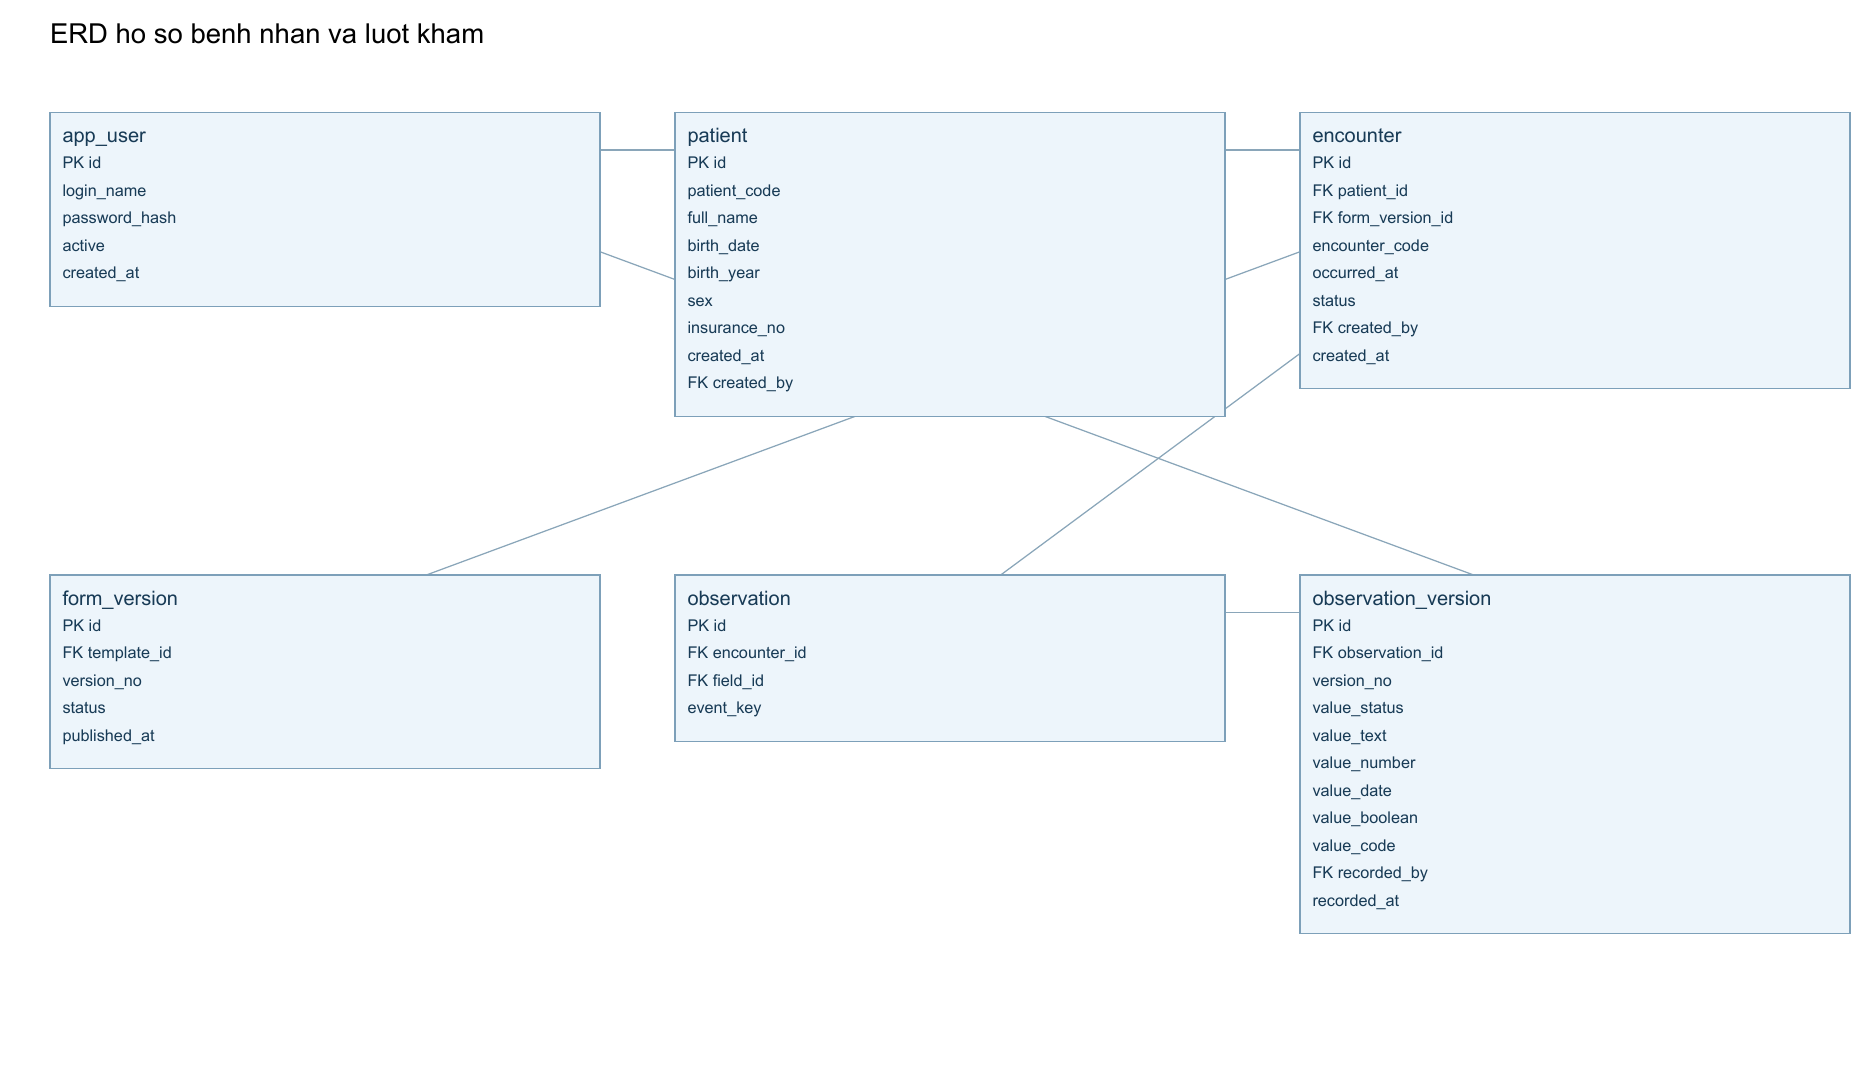 ERD ho so benh nhan va luot kham
app_user
PK id
login_name
password_hash
active
created_at
patient
PK id
patient_code
full_name
birth_date
birth_year
sex
insurance_no
created_at
FK created_by
encounter
PK id
FK patient_id
FK form_version_id
encounter_code
occurred_at
status
FK created_by
created_at
form_version
PK id
FK template_id
version_no
status
published_at
observation
PK id
FK encounter_id
FK field_id
event_key
observation_version
PK id
FK observation_id
version_no
value_status
value_text
value_number
value_date
value_boolean
value_code
FK recorded_by
recorded_at